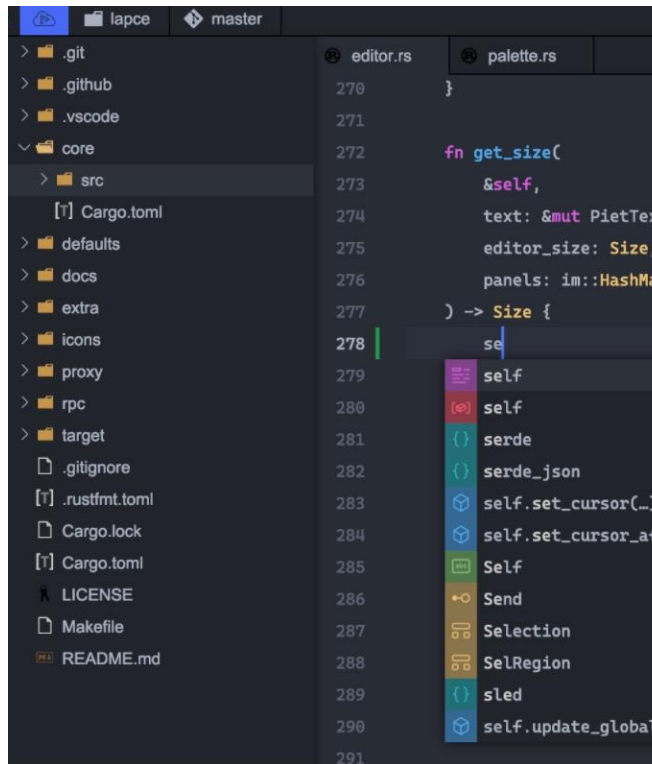 lapce
master
.git
.github
.vscode
core
src
[T] Cargo.toml
defaults
docs
extra
icons
proxy
rpc
target
.gitignore
[T] .rustfmt.toml
Cargo.lock
[T] Cargo.toml
LICENSE
Makefile
README.md
editor.rs
palette.rs
270 }
271
272 fn get_size(
273 &self,
274 text: &mut PietTex
275 editor_size: Size,
276 panels: im::HashMa
277 ) -> Size {
278 se
279 self
280 self
281 {} serde
282 {} serde_json
283 self.set_cursor(…)
284 self.set_cursor_af
285 Self
286 Send
287 Selection
288 SelRegion
289 {} sled
290 self.update_global
291